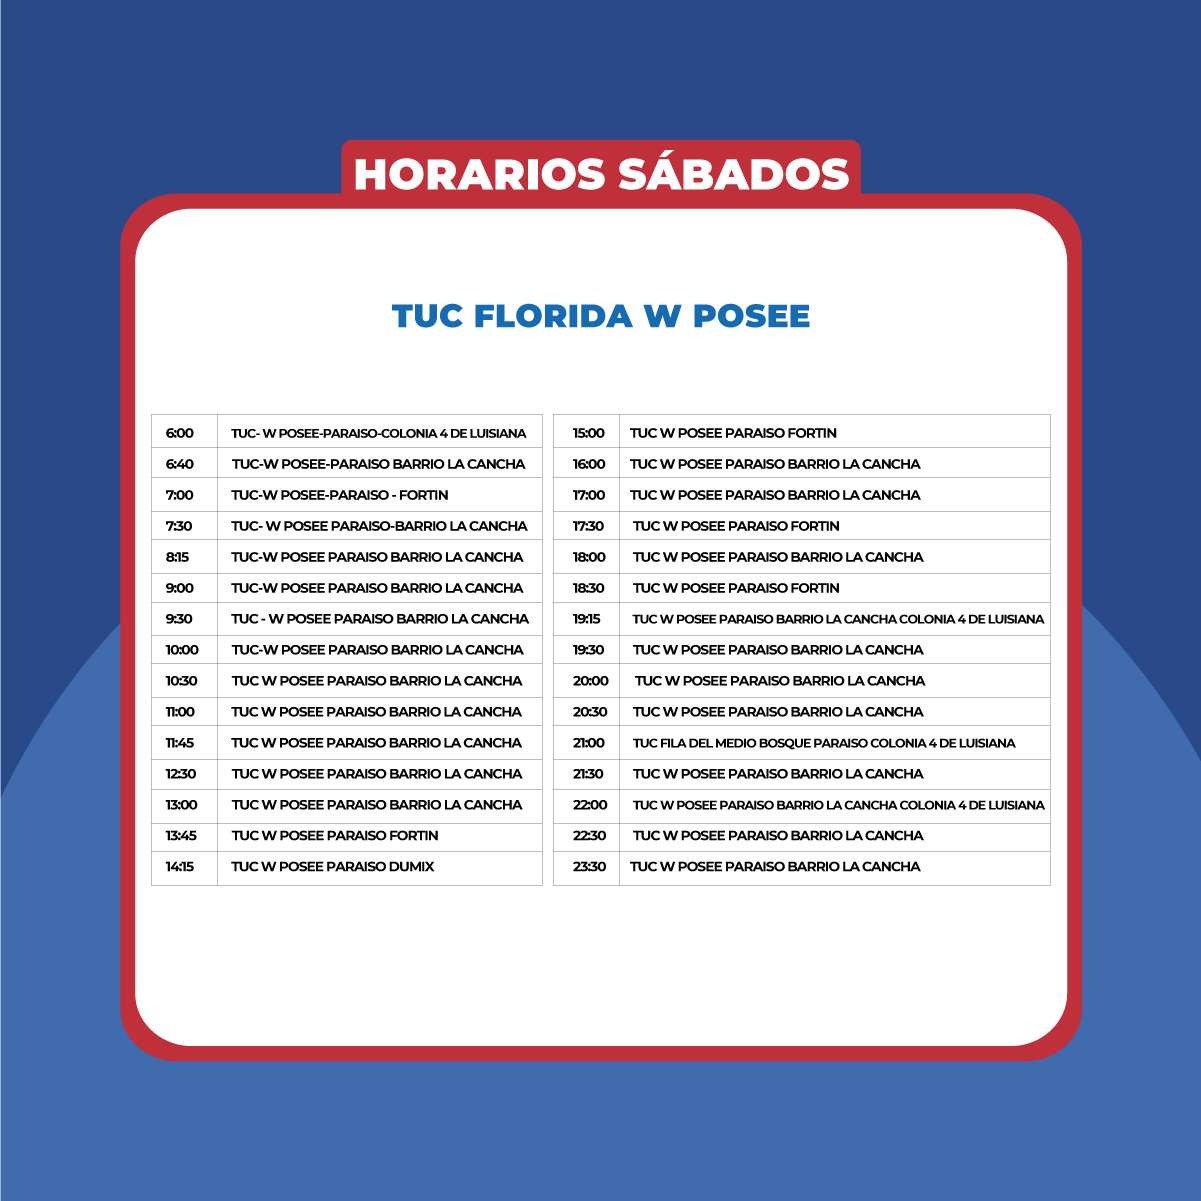 HORARIOS SÁBADOS
TUC FLORIDA W POSEE
6:00 TUC- W POSEE-PARAISO-COLONIA 4 DE LUISIANA
6:40 TUC-W POSEE-PARAISO BARRIO LA CANCHA
7:00 TUC-W POSEE-PARAISO - FORTIN
7:30 TUC- W POSEE PARAISO-BARRIO LA CANCHA
8:15 TUC-W POSEE PARAISO BARRIO LA CANCHA
9:00 TUC-W POSEE PARAISO BARRIO LA CANCHA
9:30 TUC - W POSEE PARAISO BARRIO LA CANCHA
10:00 TUC-W POSEE PARAISO BARRIO LA CANCHA
10:30 TUC W POSEE PARAISO BARRIO LA CANCHA
11:00 TUC W POSEE PARAISO BARRIO LA CANCHA
11:45 TUC W POSEE PARAISO BARRIO LA CANCHA
12:30 TUC W POSEE PARAISO BARRIO LA CANCHA
13:00 TUC W POSEE PARAISO BARRIO LA CANCHA
13:45 TUC W POSEE PARAISO FORTIN
14:15 TUC W POSEE PARAISO DUMIX
15:00 TUC W POSEE PARAISO FORTIN
16:00 TUC W POSEE PARAISO BARRIO LA CANCHA
17:00 TUC W POSEE PARAISO BARRIO LA CANCHA
17:30 TUC W POSEE PARAISO FORTIN
18:00 TUC W POSEE PARAISO BARRIO LA CANCHA
18:30 TUC W POSEE PARAISO FORTIN
19:15 TUC W POSEE PARAISO BARRIO LA CANCHA COLONIA 4 DE LUISIANA
19:30 TUC W POSEE PARAISO BARRIO LA CANCHA
20:00 TUC W POSEE PARAISO BARRIO LA CANCHA
20:30 TUC W POSEE PARAISO BARRIO LA CANCHA
21:00 TUC FILA DEL MEDIO BOSQUE PARAISO COLONIA 4 DE LUISIANA
21:30 TUC W POSEE PARAISO BARRIO LA CANCHA
22:00 TUC W POSEE PARAISO BARRIO LA CANCHA COLONIA 4 DE LUISIANA
22:30 TUC W POSEE PARAISO BARRIO LA CANCHA
23:30 TUC W POSEE PARAISO BARRIO LA CANCHA